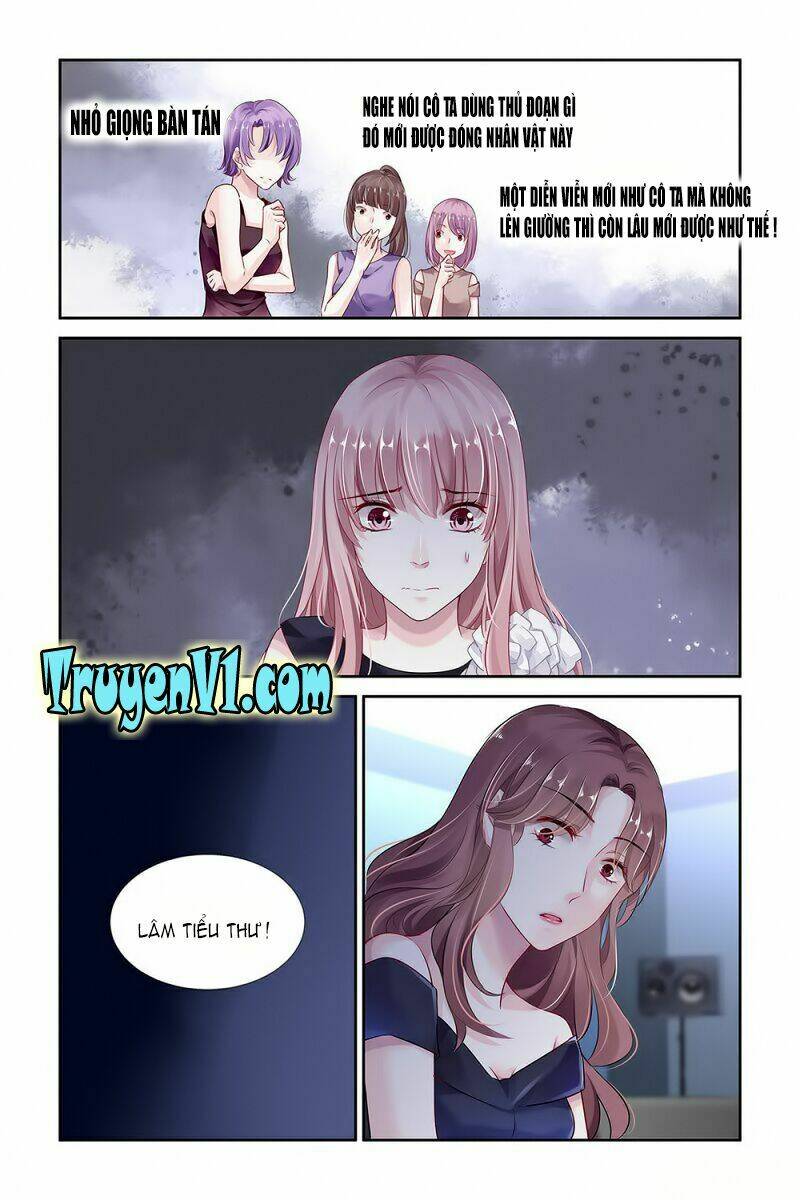 NHỎ GIỌNG BÀN TÁN
NGHE NÓI CÔ TA DÙNG THỦ ĐOẠN GÌ
ĐÓ MỚI ĐƯỢC ĐÓNG NHÂN VẬT NÀY
MỘT DIỄN VIỄN MỚI NHƯ CÔ TA MÀ KHÔNG
LÊN GIƯỜNG THÌ CÒN LÂU MỚI ĐƯỢC NHƯ THẾ !
TruyenV1.com
LÂM TIỂU THƯ !